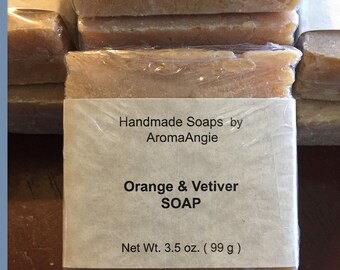 Handmade Soaps by
AromaAngie
Orange & Vetiver
SOAP
Net Wt. 3.5 oz. ( 99 g )